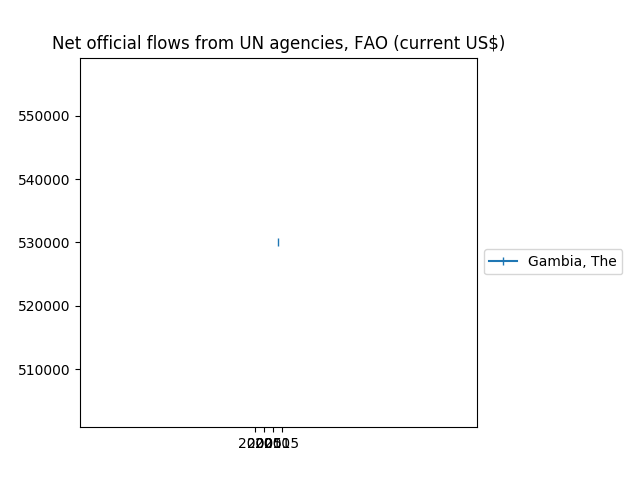 Net official flows from UN agencies, FAO (current US$)
550000
540000
530000
520000
510000
Gambia, The